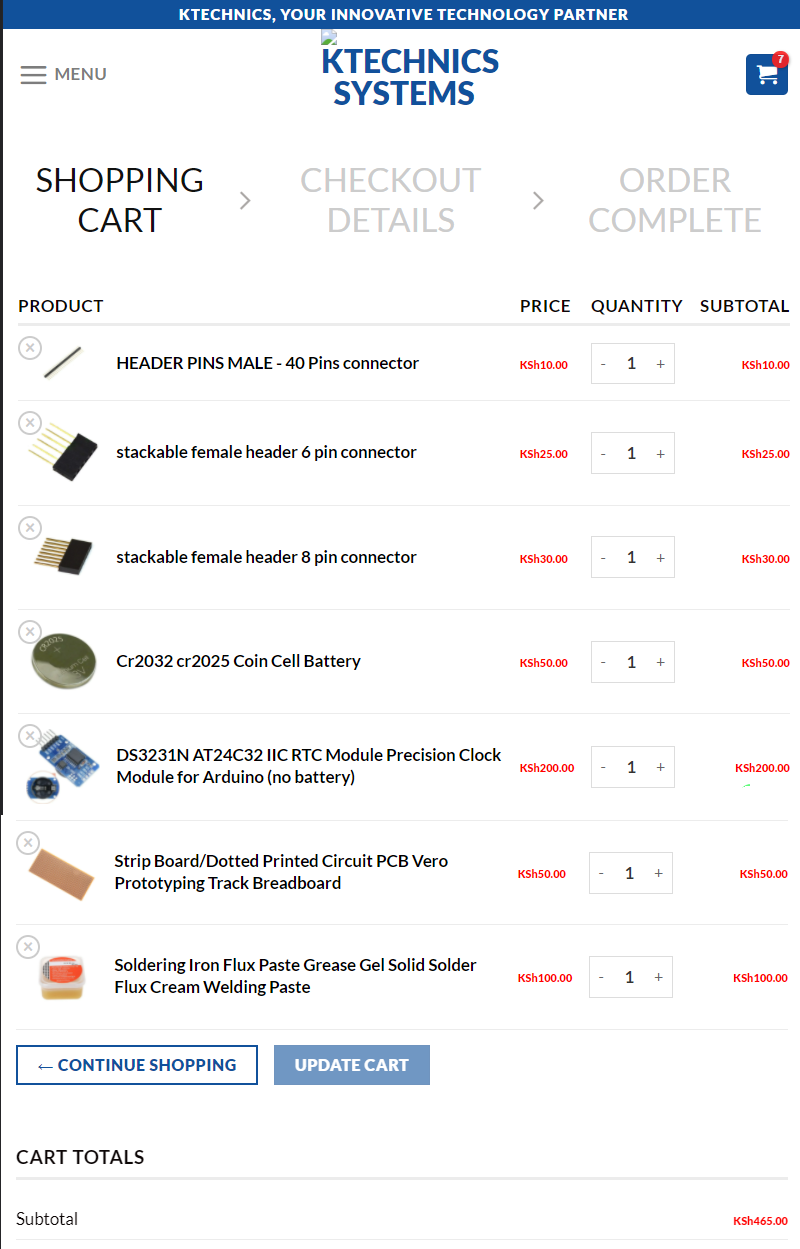 KTECHNICS, YOUR INNOVATIVE TECHNOLOGY PARTNER
MENU
KTECHNICS
SYSTEMS
7
SHOPPING
CART
CHECKOUT
DETAILS
ORDER
COMPLETE
PRODUCT PRICE QUANTITY SUBTOTAL
HEADER PINS MALE - 40 Pins connector KSh10.00 - 1 + KSh10.00
stackable female header 6 pin connector KSh25.00 - 1 + KSh25.00
stackable female header 8 pin connector KSh30.00 - 1 + KSh30.00
CR2025
Cr2032 cr2025 Coin Cell Battery KSh50.00 - 1 + KSh50.00
DS3231N AT24C32 IIC RTC Module Precision Clock
Module for Arduino (no battery) KSh200.00 - 1 + KSh200.00
Strip Board/Dotted Printed Circuit PCB Vero
Prototyping Track Breadboard KSh50.00 - 1 + KSh50.00
Soldering Iron Flux Paste Grease Gel Solid Solder
Flux Cream Welding Paste KSh100.00 - 1 + KSh100.00
← CONTINUE SHOPPING UPDATE CART
CART TOTALS
Subtotal KSh465.00